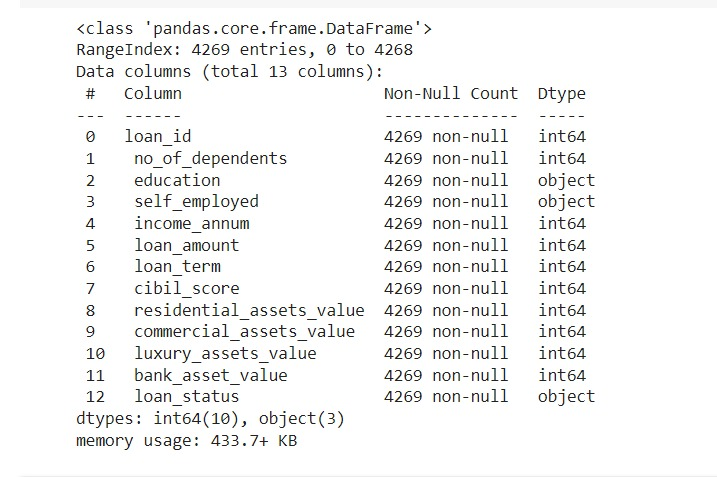 <class 'pandas.core.frame.DataFrame'>
RangeIndex: 4269 entries, 0 to 4268
Data columns (total 13 columns):
 #   Column                    Non-Null Count  Dtype
---  ------                    --------------  -----
 0   loan_id                   4269 non-null   int64
 1    no_of_dependents         4269 non-null   int64
 2    education                4269 non-null   object
 3    self_employed            4269 non-null   object
 4    income_annum             4269 non-null   int64
 5    loan_amount              4269 non-null   int64
 6    loan_term                4269 non-null   int64
 7    cibil_score              4269 non-null   int64
 8    residential_assets_value 4269 non-null   int64
 9    commercial_assets_value  4269 non-null   int64
 10   luxury_assets_value      4269 non-null   int64
 11   bank_asset_value         4269 non-null   int64
 12   loan_status              4269 non-null   object
dtypes: int64(10), object(3)
memory usage: 433.7+ KB